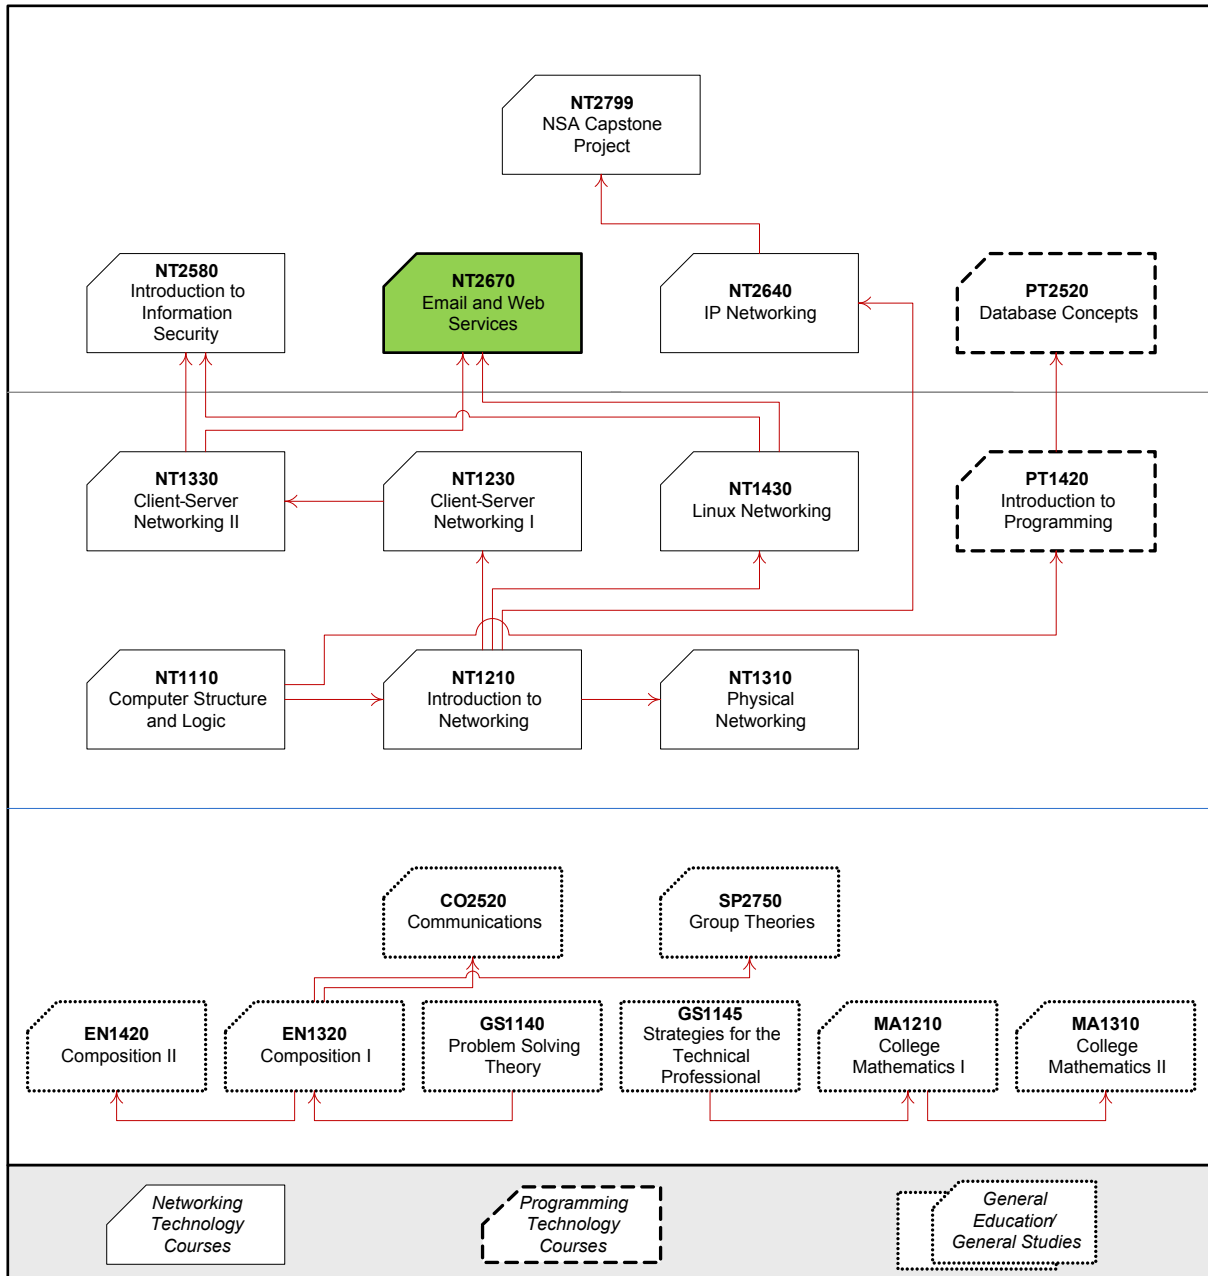 NT2799
NSA Capstone
Project
NT2580
Introduction to
Information
Security
NT2670
Email and Web
Services
NT2640
IP Networking
PT2520
Database Concepts
NT1330
Client-Server
Networking II
NT1230
Client-Server
Networking I
NT1430
Linux Networking
PT1420
Introduction to
Programming
NT1110
Computer Structure
and Logic
NT1210
Introduction to
Networking
NT1310
Physical
Networking
CO2520
Communications
SP2750
Group Theories
EN1420
Composition II
EN1320
Composition I
GS1140
Problem Solving
Theory
GS1145
Strategies for the
Technical
Professional
MA1210
College
Mathematics I
MA1310
College
Mathematics II
Networking
Technology
Courses
Programming
Technology
Courses
General
Education/
General Studies